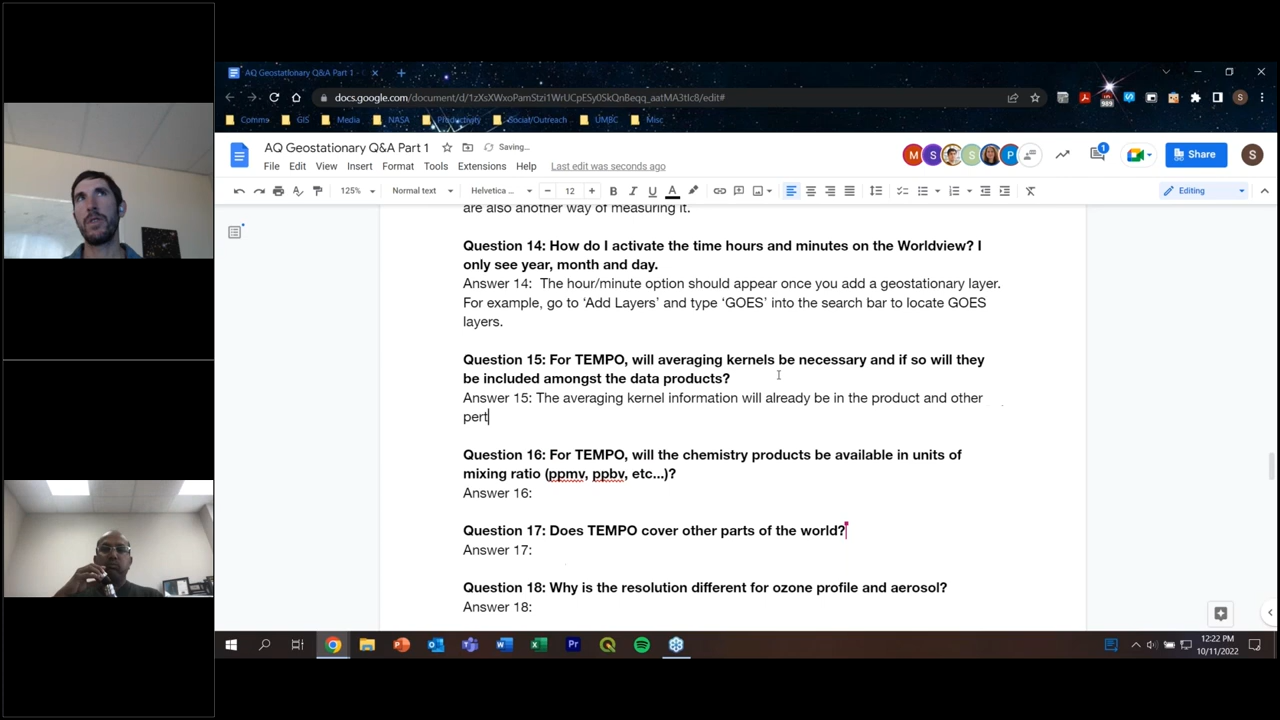 AQ Geostationary Q&A Part 1
docs.google.com/document/d/1zXsXWxoPamStzi1WrUCpESy0SkQnBeqq_aatMA3tIc8/edit#
989
S
Comms GIS Media NASA Productivity Social/Outreach UMBC Misc
AQ Geostationary Q&A Part 1 Saving...
File Edit View Insert Format Tools Extensions Help Last edit was seconds ago
M S S P 1 Share S
125% Normal text Helvetica ... 12 B I U A Editing
are also another way of measuring it.
Question 14: How do I activate the time hours and minutes on the Worldview? I
only see year, month and day.
Answer 14: The hour/minute option should appear once you add a geostationary layer.
For example, go to ‘Add Layers’ and type ‘GOES’ into the search bar to locate GOES
layers.
Question 15: For TEMPO, will averaging kernels be necessary and if so will they
be included amongst the data products?
Answer 15: The averaging kernel information will already be in the product and other
pert
Question 16: For TEMPO, will the chemistry products be available in units of
mixing ratio (ppmv, ppbv, etc...)?
Answer 16:
Question 17: Does TEMPO cover other parts of the world?
Answer 17:
Question 18: Why is the resolution different for ozone profile and aerosol?
Answer 18:
12:22 PM
10/11/2022